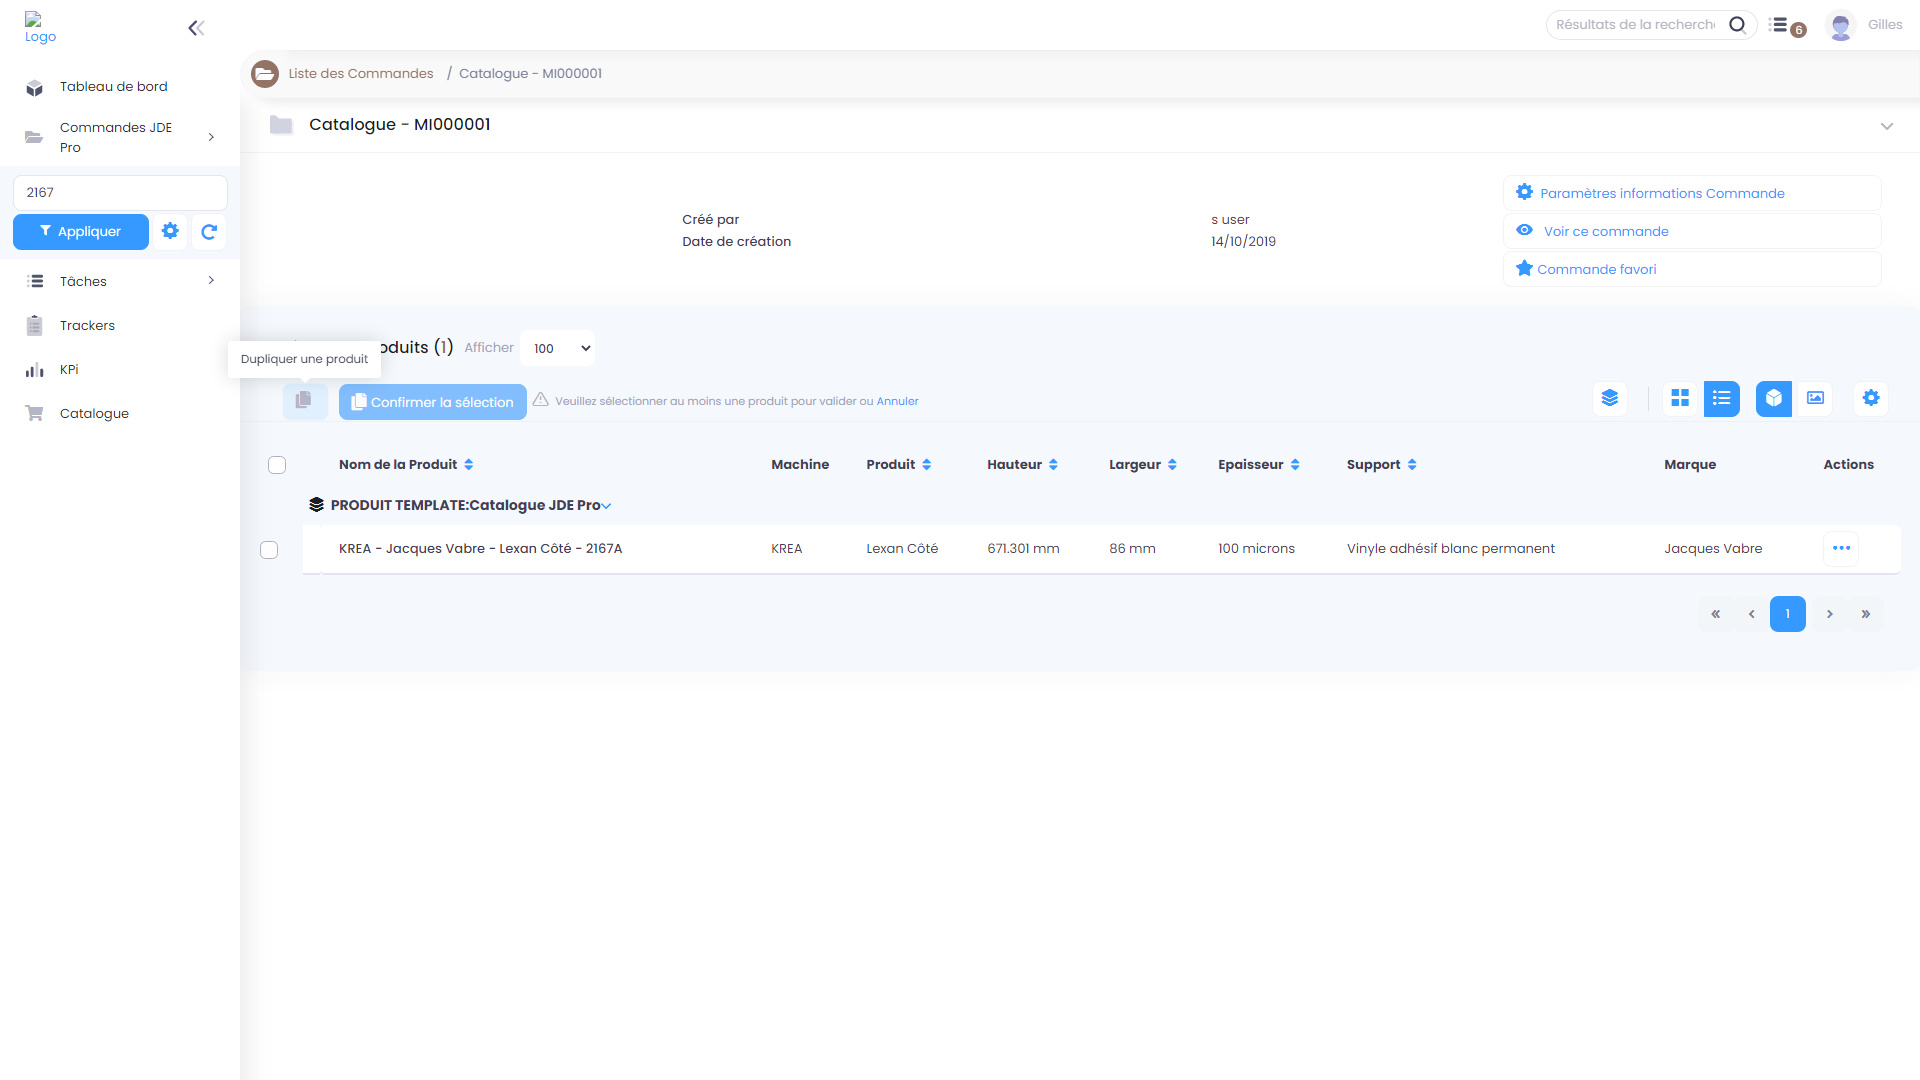 Logo
Résultats de la recherch
6
Gilles
Tableau de bord
Commandes JDE
Pro
2167
Appliquer
Tâches
Trackers
KPi
Catalogue
Liste des Commandes / Catalogue - MI000001
Catalogue - MI000001
Créé par s user
Date de création 14/10/2019
Paramètres informations Commande
Voir ce commande
Commande favori
oduits (1) Afficher 100
Dupliquer une produit
Confirmer la sélection Veuillez sélectionner au moins une produit pour valider ou Annuler
Nom de la Produit Machine Produit Hauteur Largeur Epaisseur Support Marque Actions
PRODUIT TEMPLATE:Catalogue JDE Pro
KREA - Jacques Vabre - Lexan Côté - 2167A KREA Lexan Côté 671.301 mm 86 mm 100 microns Vinyle adhésif blanc permanent Jacques Vabre
« ‹ 1 › »